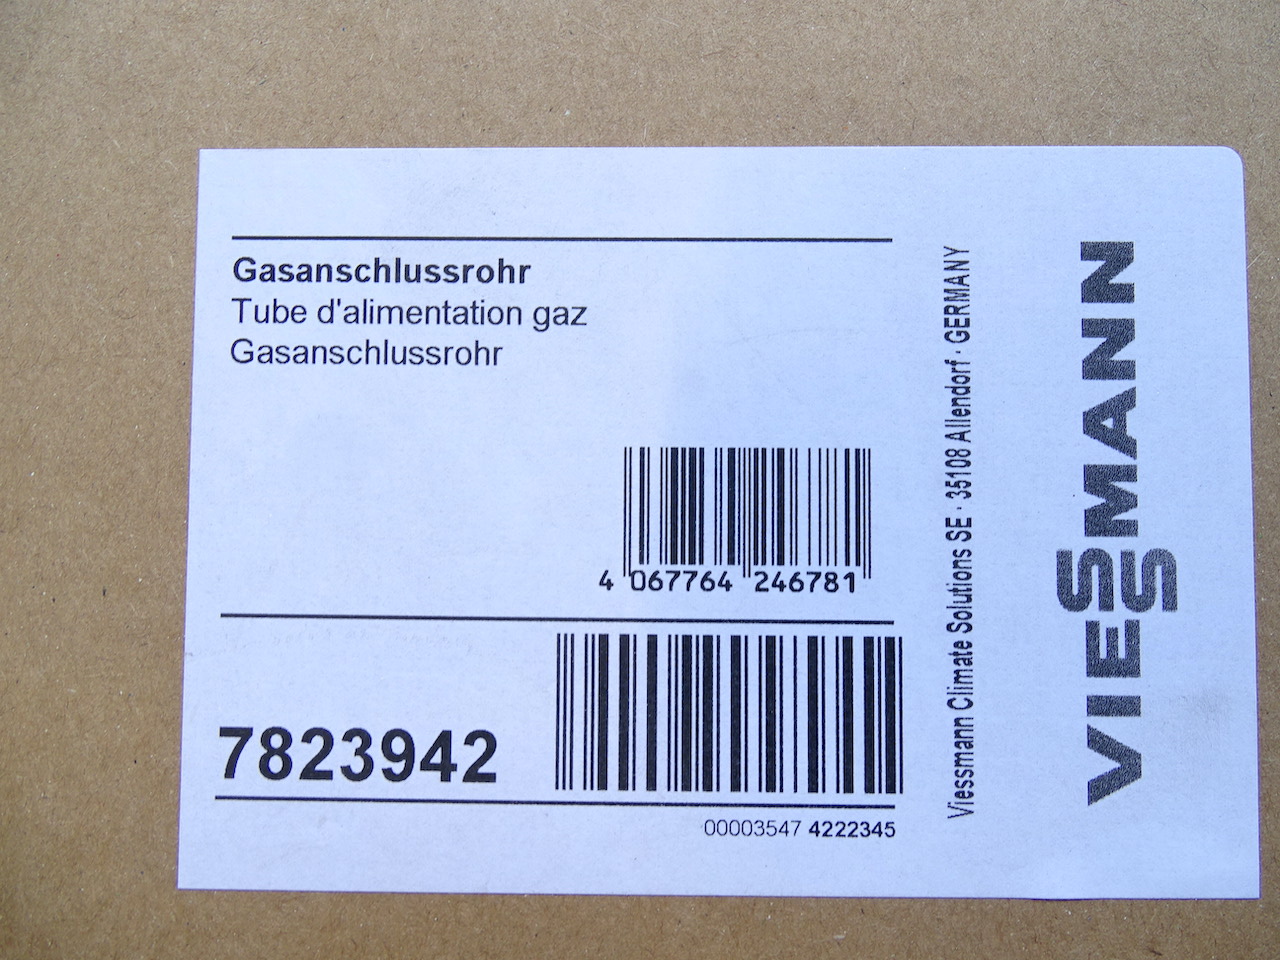 Gasanschlussrohr
Tube d'alimentation gaz
Gasanschlussrohr
4 067764 246781
7823942
00003547 4222345
Viessmann Climate Solutions SE · 35108 Allendorf · GERMANY
VIESSMANN